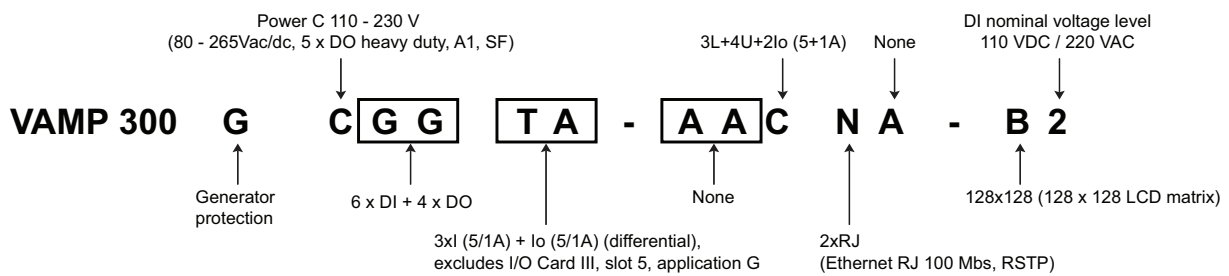 Power C 110 - 230 V
(80 - 265Vac/dc, 5 x DO heavy duty, A1, SF)
3L+4U+2Io (5+1A)
None
DI nominal voltage level
110 VDC / 220 VAC
VAMP 300 G C G G T A - A A C N A - B 2
Generator
protection
6 x DI + 4 x DO
3xI (5/1A) + Io (5/1A) (differential),
excludes I/O Card III, slot 5, application G
None
2xRJ
(Ethernet RJ 100 Mbs, RSTP)
128x128 (128 x 128 LCD matrix)